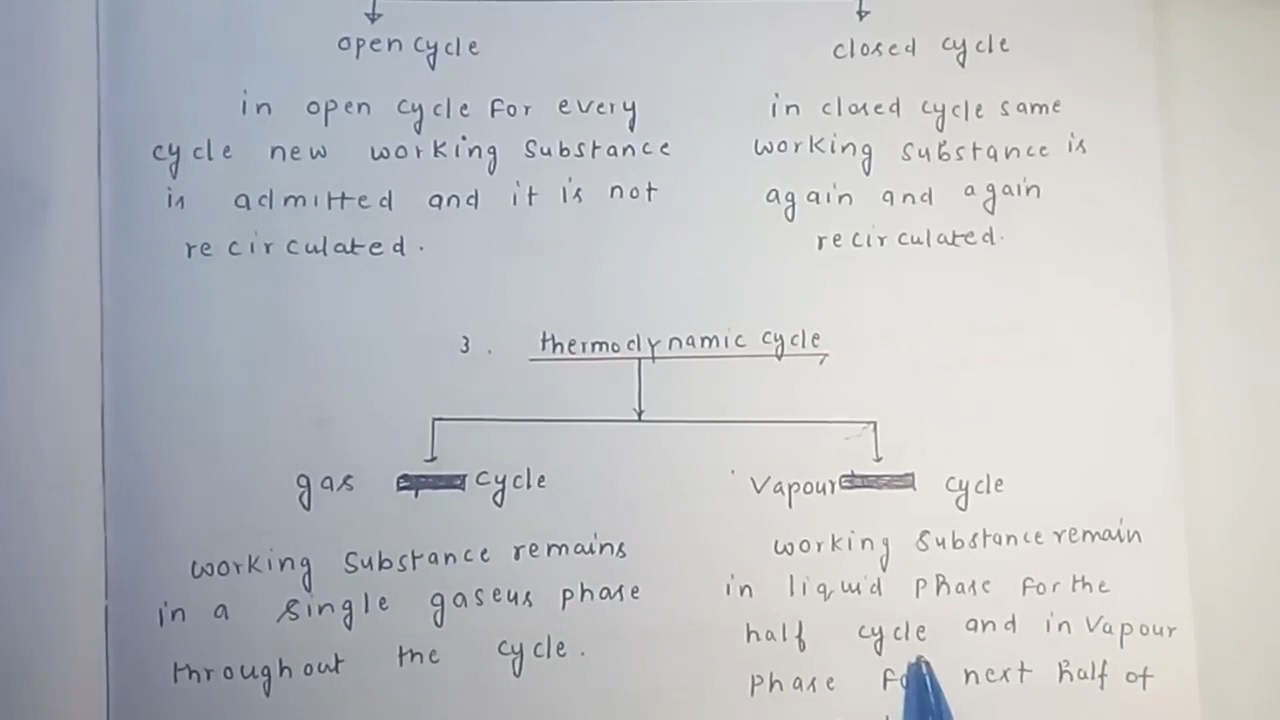 open cycle
closed cycle
in open cycle for every
cycle new working substance
is admitted and it is not
recirculated.
in closed cycle same
working substance is
again and again
recirculated.
3. thermodynamic cycle
gas cycle
working substance remains
in a single gaseus phase
throughout the cycle.
Vapour cycle
working substance remain
in liquid phase for the
half cycle and in vapour
phase next half of